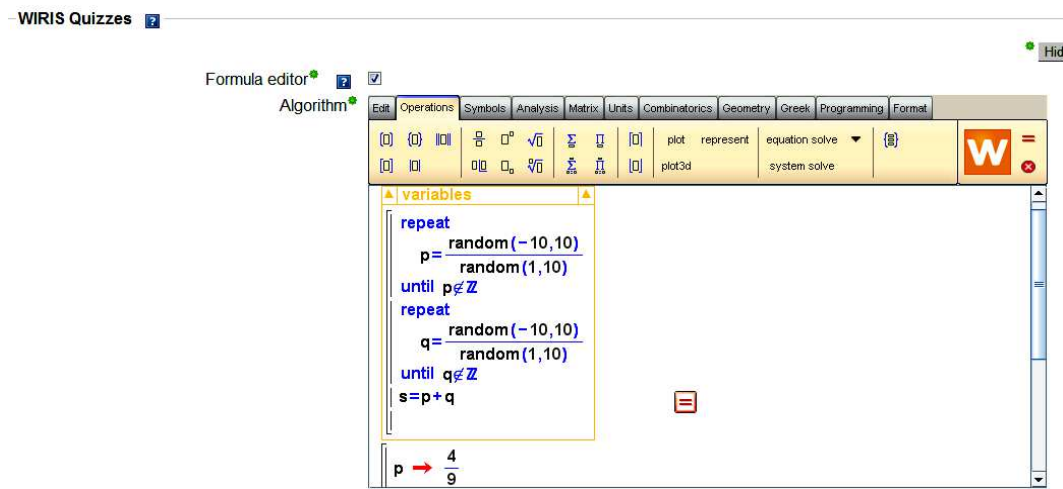 WIRIS Quizzes ?
Hid
Formula editor ?
Algorithm
Edit Operations Symbols Analysis Matrix Units Combinatorics Geometry Greek Programming Format
plot represent equation solve
plot3d system solve
W
variables
repeat
p= random(-10,10) / random(1,10)
until p∉ℤ
repeat
q= random(-10,10) / random(1,10)
until q∉ℤ
s=p+q
p → 4/9